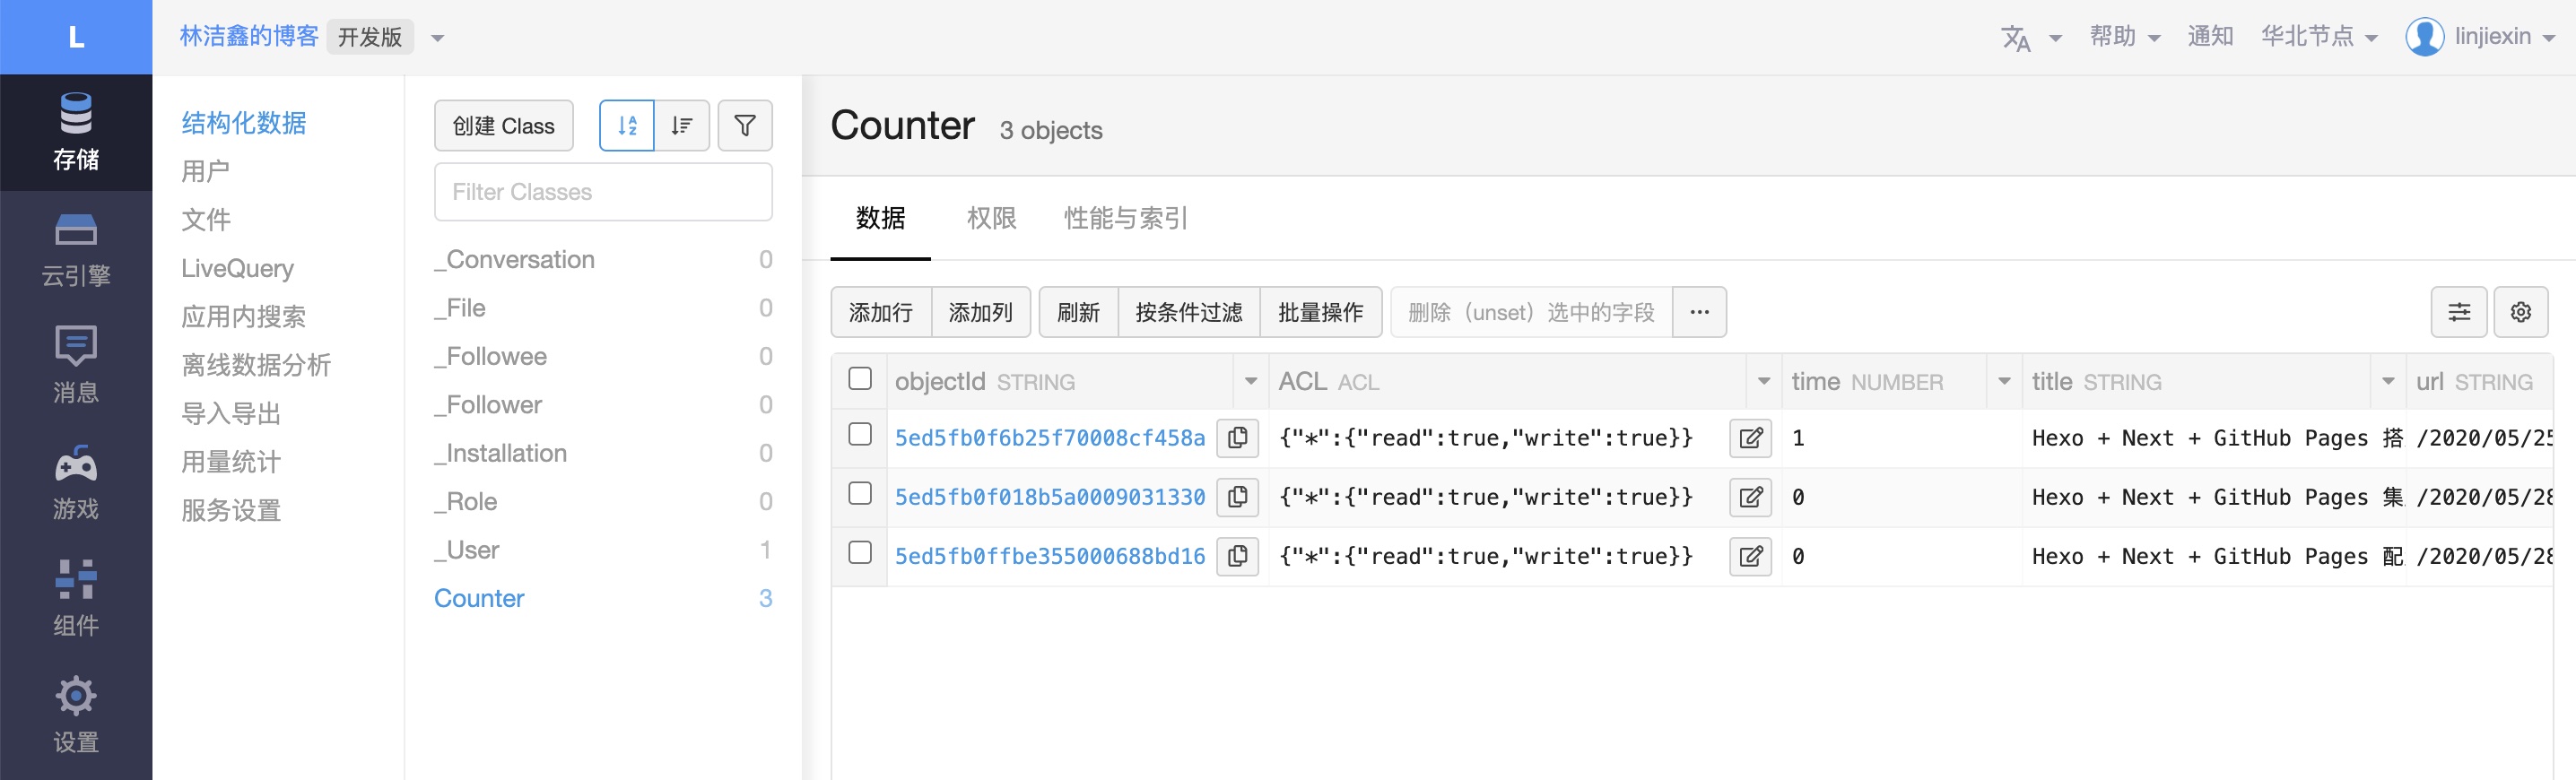 L
林洁鑫的博客 开发版
帮助 通知 华北节点 linjiexin
存储
云引擎
消息
游戏
组件
设置
结构化数据
用户
文件
LiveQuery
应用内搜索
离线数据分析
导入导出
用量统计
服务设置
创建 Class
Filter Classes
_Conversation 0
_File 0
_Followee 0
_Follower 0
_Installation 0
_Role 0
_User 1
Counter 3
Counter 3 objects
数据 权限 性能与索引
添加行 添加列 刷新 按条件过滤 批量操作 删除（unset）选中的字段 ···
objectId STRING ACL ACL time NUMBER title STRING url STRING
5ed5fb0f6b25f70008cf458a {"*":{"read":true,"write":true}} 1 Hexo + Next + GitHub Pages 搭 /2020/05/25
5ed5fb0f018b5a0009031330 {"*":{"read":true,"write":true}} 0 Hexo + Next + GitHub Pages 集 /2020/05/28
5ed5fb0ffbe355000688bd16 {"*":{"read":true,"write":true}} 0 Hexo + Next + GitHub Pages 配 /2020/05/28